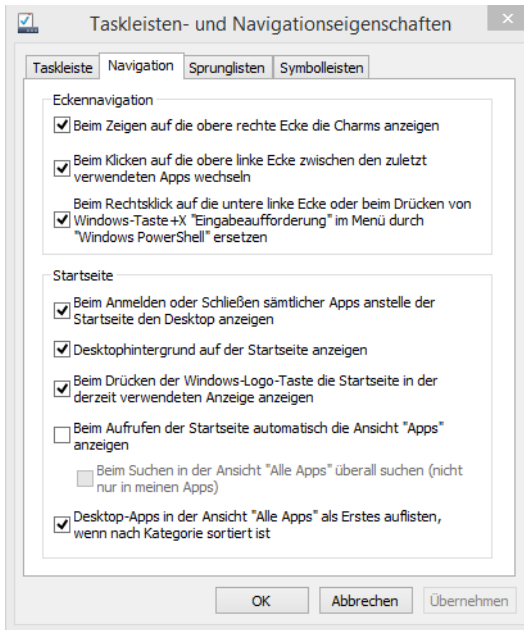 Taskleisten- und Navigationseigenschaften
Taskleiste Navigation Sprunglisten Symbolleisten
Eckennavigation
Beim Zeigen auf die obere rechte Ecke die Charms anzeigen
Beim Klicken auf die obere linke Ecke zwischen den zuletzt
verwendeten Apps wechseln
Beim Rechtsklick auf die untere linke Ecke oder beim Drücken von
Windows-Taste+X "Eingabeaufforderung" im Menü durch
"Windows PowerShell" ersetzen
Startseite
Beim Anmelden oder Schließen sämtlicher Apps anstelle der
Startseite den Desktop anzeigen
Desktophintergrund auf der Startseite anzeigen
Beim Drücken der Windows-Logo-Taste die Startseite in der
derzeit verwendeten Anzeige anzeigen
Beim Aufrufen der Startseite automatisch die Ansicht "Apps"
anzeigen
Beim Suchen in der Ansicht "Alle Apps" überall suchen (nicht
nur in meinen Apps)
Desktop-Apps in der Ansicht "Alle Apps" als Erstes auflisten,
wenn nach Kategorie sortiert ist
OK Abbrechen Übernehmen